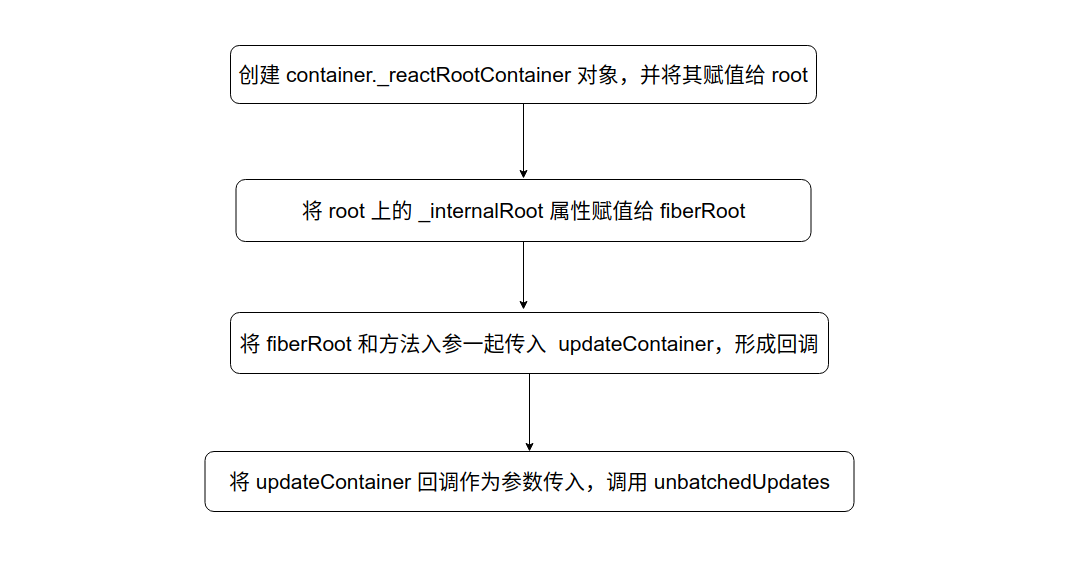 创建 container._reactRootContainer 对象，并将其赋值给 root
将 root 上的 _internalRoot 属性赋值给 fiberRoot
将 fiberRoot 和方法入参一起传入  updateContainer，形成回调
将 updateContainer 回调作为参数传入，调用 unbatchedUpdates